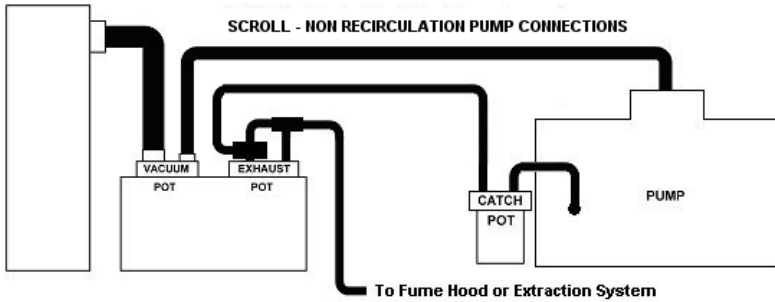 SCROLL - NON RECIRCULATION PUMP CONNECTIONS
VACUUM
POT
EXHAUST
POT
CATCH
POT
PUMP
To Fume Hood or Extraction System